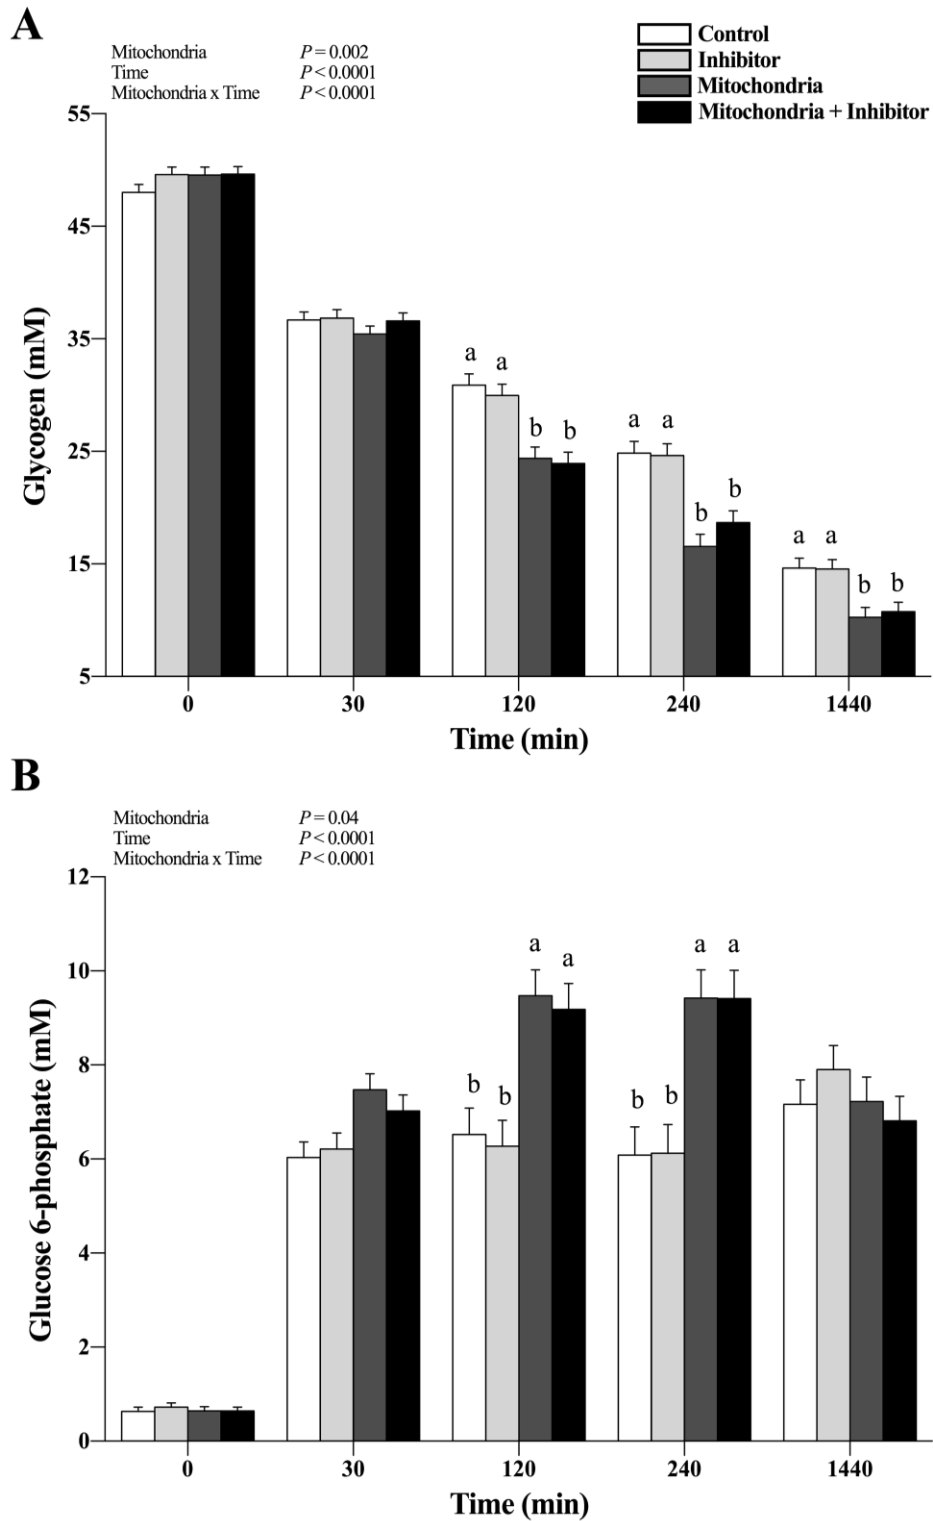 A
Mitochondria P = 0.002
Time P < 0.0001
Mitochondria x Time P < 0.0001
Control
Inhibitor
Mitochondria
Mitochondria + Inhibitor
55
45
35
25
15
5
Glycogen (mM)
a a b b
a a b b
a a b b
0 30 120 240 1440
Time (min)
B
Mitochondria P = 0.04
Time P < 0.0001
Mitochondria x Time P < 0.0001
12
10
8
6
4
2
0
Glucose 6-phosphate (mM)
b b a a
b b a a
0 30 120 240 1440
Time (min)